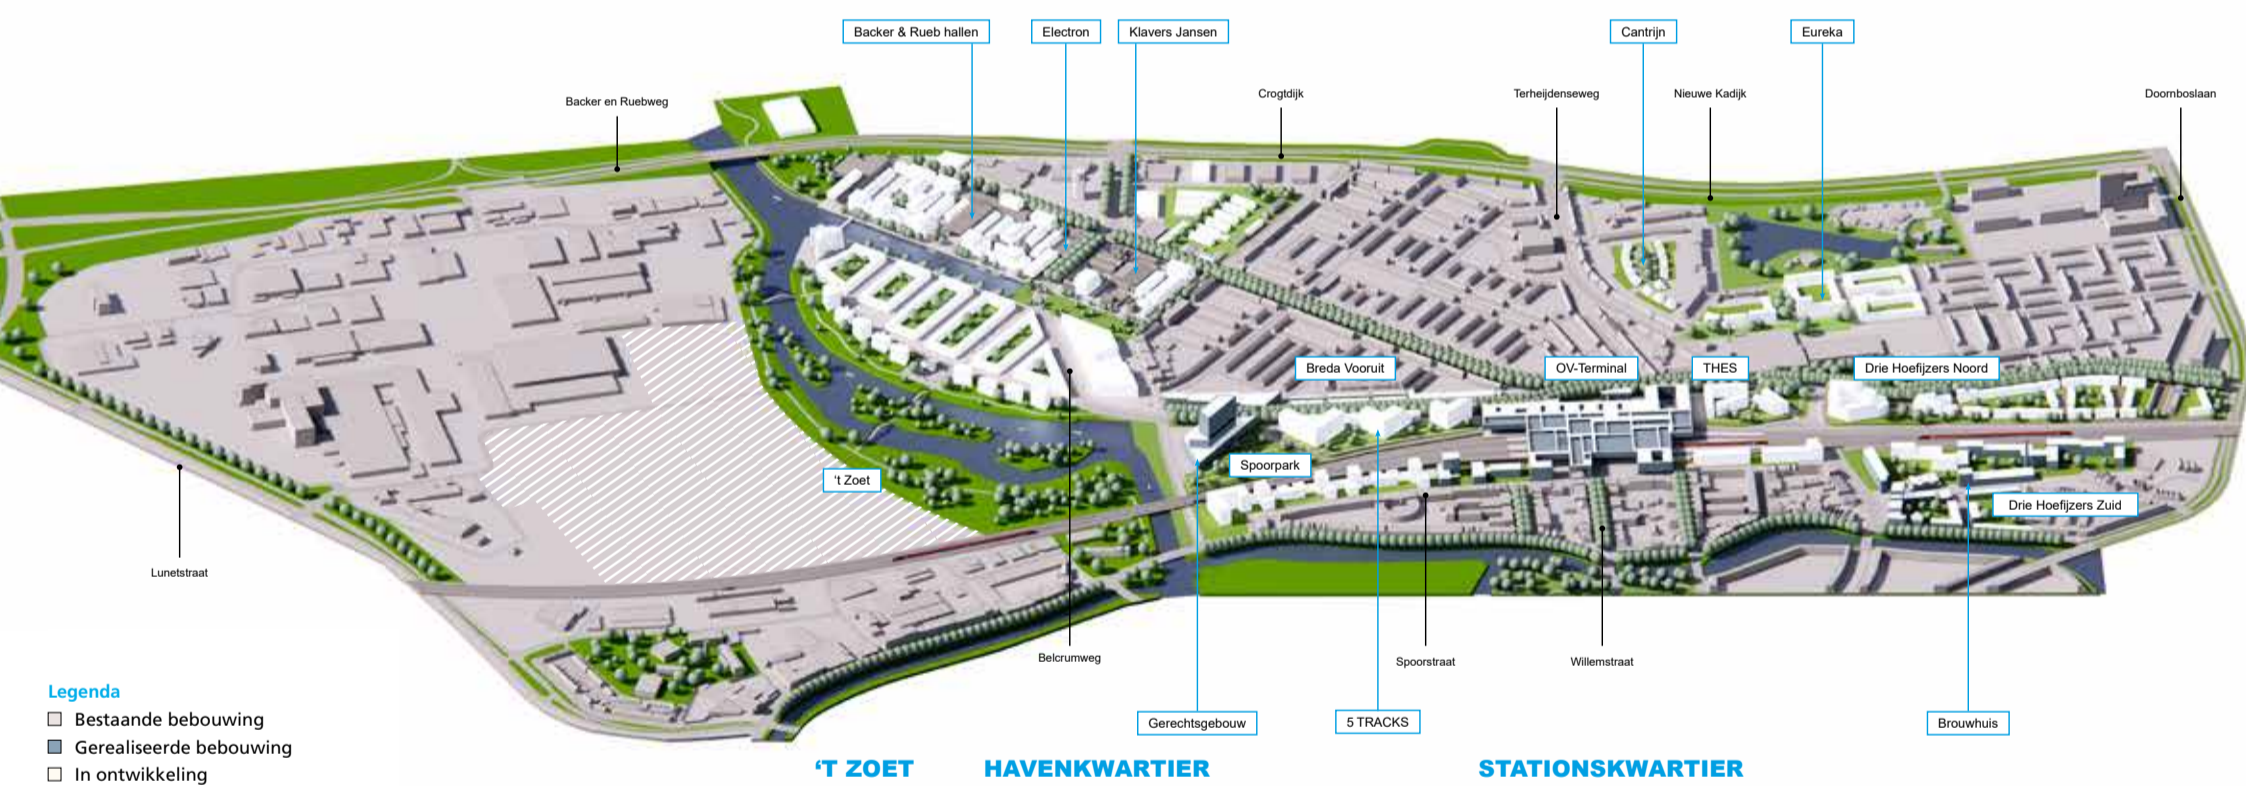 Backer & Rueb hallen
Electron
Klavers Jansen
Cantrijn
Eureka
Backer en Ruebweg
Crogtdijk
Terheijdenseweg
Nieuwe Kadijk
Doornboslaan
Breda Vooruit
OV-Terminal
THES
Drie Hoefijzers Noord
Spoorpark
't Zoet
Drie Hoefijzers Zuid
Lunetstraat
Belcrumweg
Spoorstraat
Willemstraat
Gerechtsgebouw
5 TRACKS
Brouwhuis
Legenda
Bestaande bebouwing
Gerealiseerde bebouwing
In ontwikkeling
‘T ZOET
HAVENKWARTIER
STATIONSKWARTIER